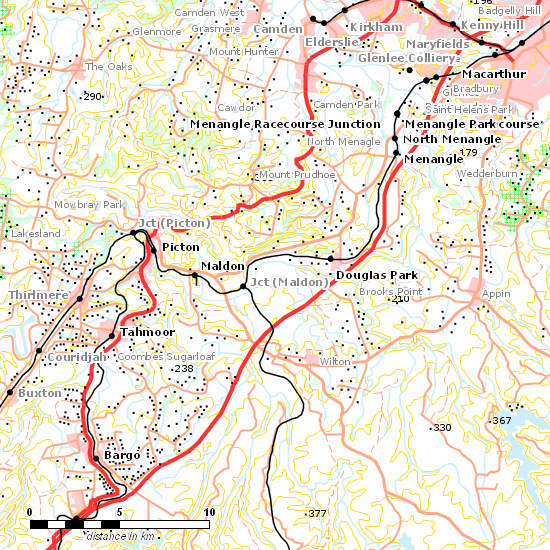 196
Badgelly Hill
Camden West
Grasmere
Camden
Kirkham
Kenny Hill
Glenmore
Elderslie
Maryfields
Mount Hunter
Glenlee Colliery
The Oaks
Macarthur
Bradbury
290
Cawdor
Camden Park
Saint Helens Park
Menangle Racecourse Junction
Menangle Park
North Menagle
North Menangle
179
Menangle
Mount Prudhoe
Wedderburn
Mowbray Park
Jct (Picton)
Lakesland
Picton
Maldon
Douglas Park
Jct (Maldon)
Thirlmere
Brooks Point
210
Appin
Tahmoor
Couridjah
Coombes Sugarloaf
Wilton
238
Buxton
367
330
Bargo
0 5 10
377
distance in km